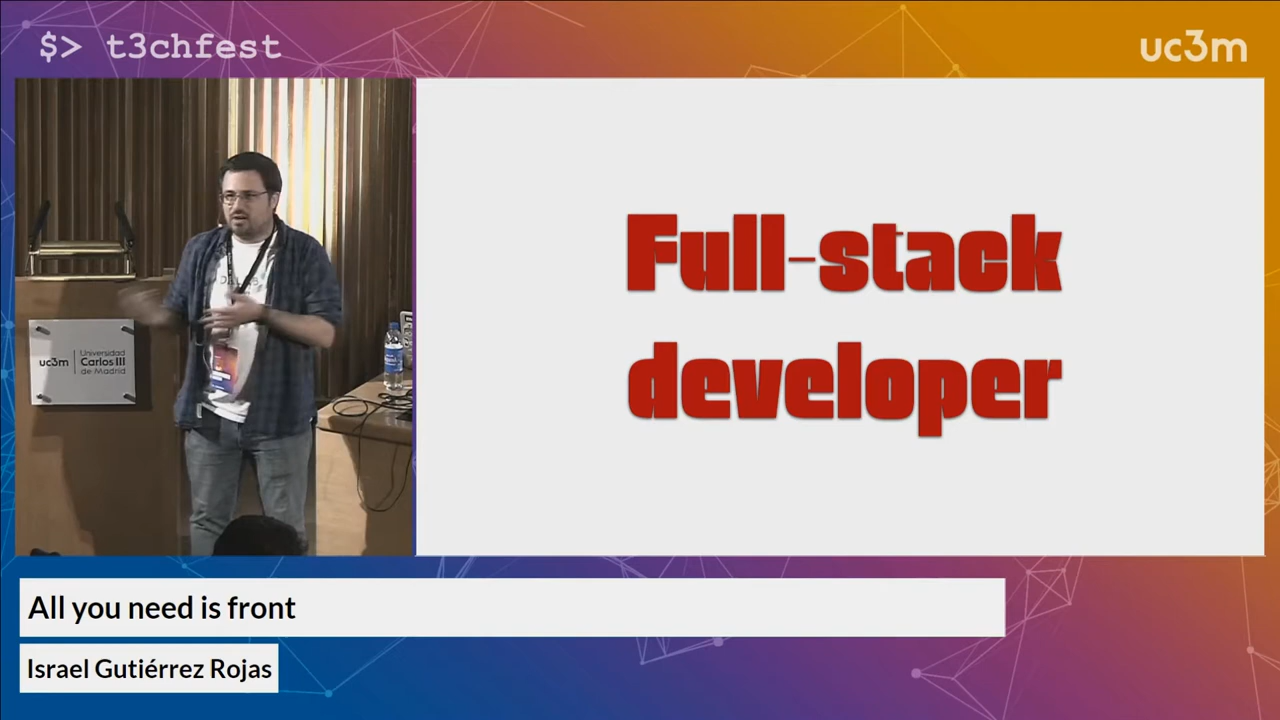 $> t3chfest
uc3m
Full-stack
developer
uc3m
Universidad
Carlos III
de Madrid
All you need is front
Israel Gutiérrez Rojas